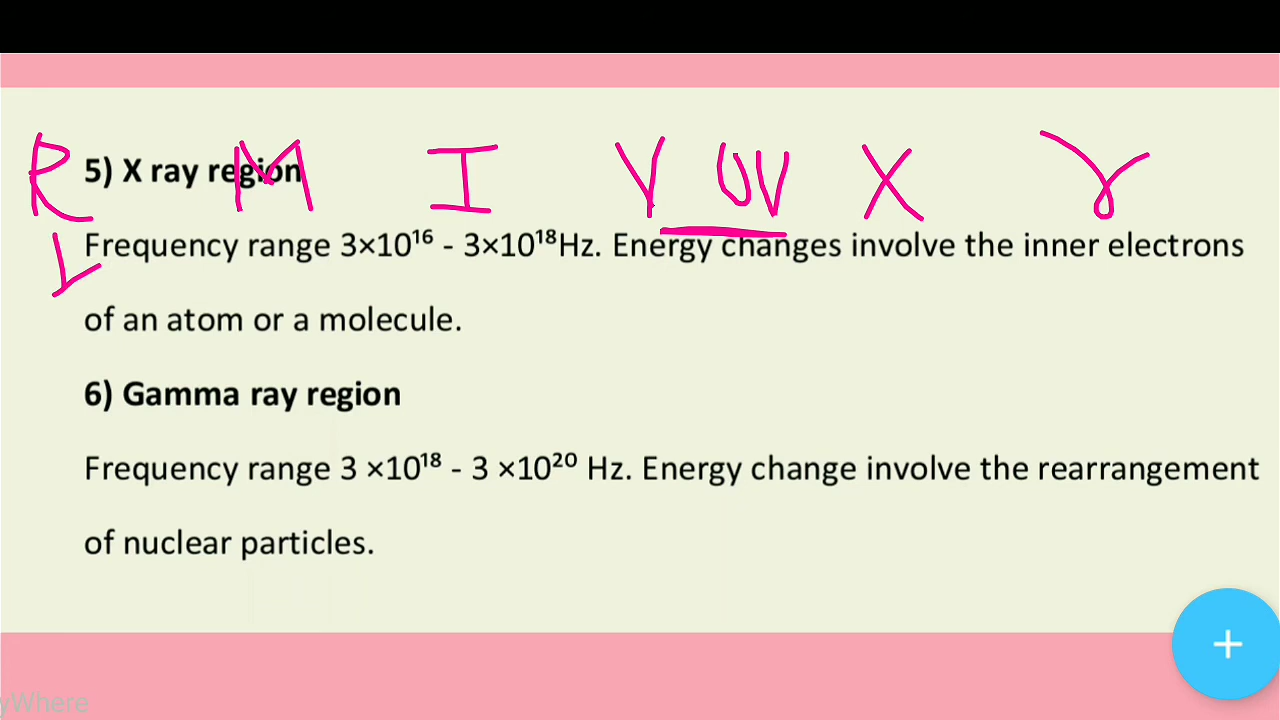 R M I V UV X γ
5) X ray region
Frequency range 3×10¹⁶ - 3×10¹⁸Hz. Energy changes involve the inner electrons
of an atom or a molecule.
6) Gamma ray region
Frequency range 3 ×10¹⁸ - 3 ×10²⁰ Hz. Energy change involve the rearrangement
of nuclear particles.
+